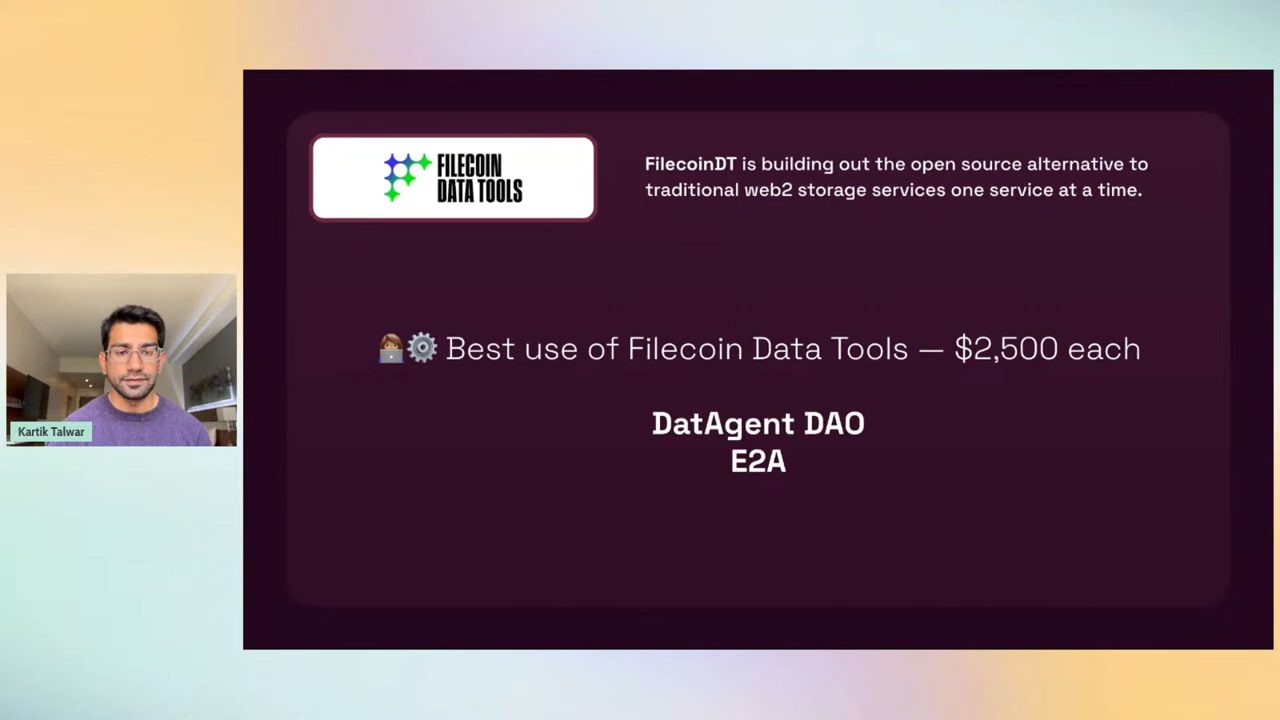 FILECOIN
DATA TOOLS
FilecoinDT is building out the open source alternative to
traditional web2 storage services one service at a time.
Best use of Filecoin Data Tools — $2,500 each
DatAgent DAO
E2A
Kartik Talwar